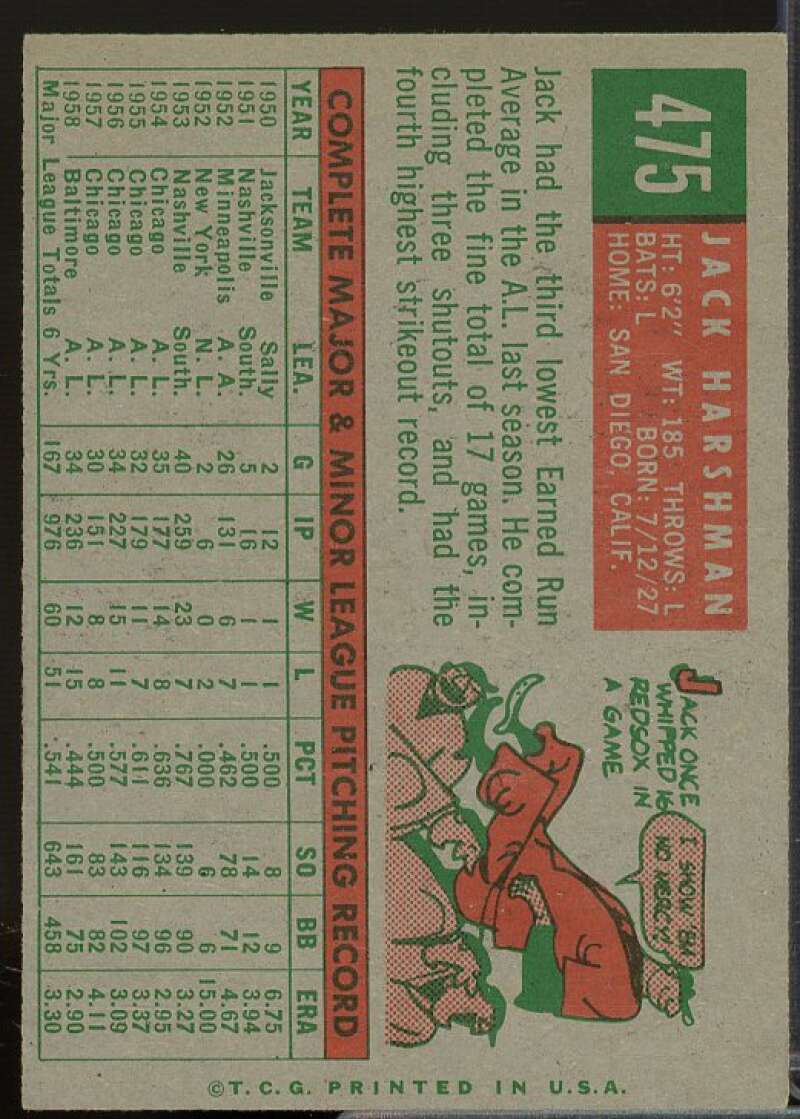 475
JACK HARSHMAN
HT: 6'2" WT: 185 THROWS: L
BATS: L BORN: 7/12/27
HOME: SAN DIEGO, CALIF.
Jack had the third lowest Earned Run
Average in the A.L. last season. He com-
pleted the fine total of 17 games, in-
cluding three shutouts, and had the
fourth highest strikeout record.
JACK ONCE
WHIPPED 16
REDSOX IN
A GAME
I SHOW 'EM
NO MERCY!
COMPLETE MAJOR & MINOR LEAGUE PITCHING RECORD
YEAR TEAM LEA. G IP W L PCT SO BB ERA
1950 Jacksonville Sally 2 12 1 1 .500 8 9 6.75
1951 Nashville South. 5 16 1 1 .500 14 12 3.94
1952 Minneapolis A. A. 26 131 6 7 .462 78 71 4.67
1952 New York N. L. 2 6 0 2 .000 6 6 15.00
1953 Nashville South. 40 259 23 7 .767 139 90 3.27
1954 Chicago A. L. 35 177 14 8 .636 134 96 2.95
1955 Chicago A. L. 32 179 11 7 .611 116 97 3.37
1956 Chicago A. L. 34 227 15 11 .577 143 102 3.09
1957 Chicago A. L. 30 151 8 8 .500 83 82 4.11
1958 Baltimore A. L. 34 236 12 15 .444 161 75 2.90
Major League Totals 6 Yrs. 167 976 60 51 .541 643 458 3.30
©T.C.G. PRINTED IN U.S.A.